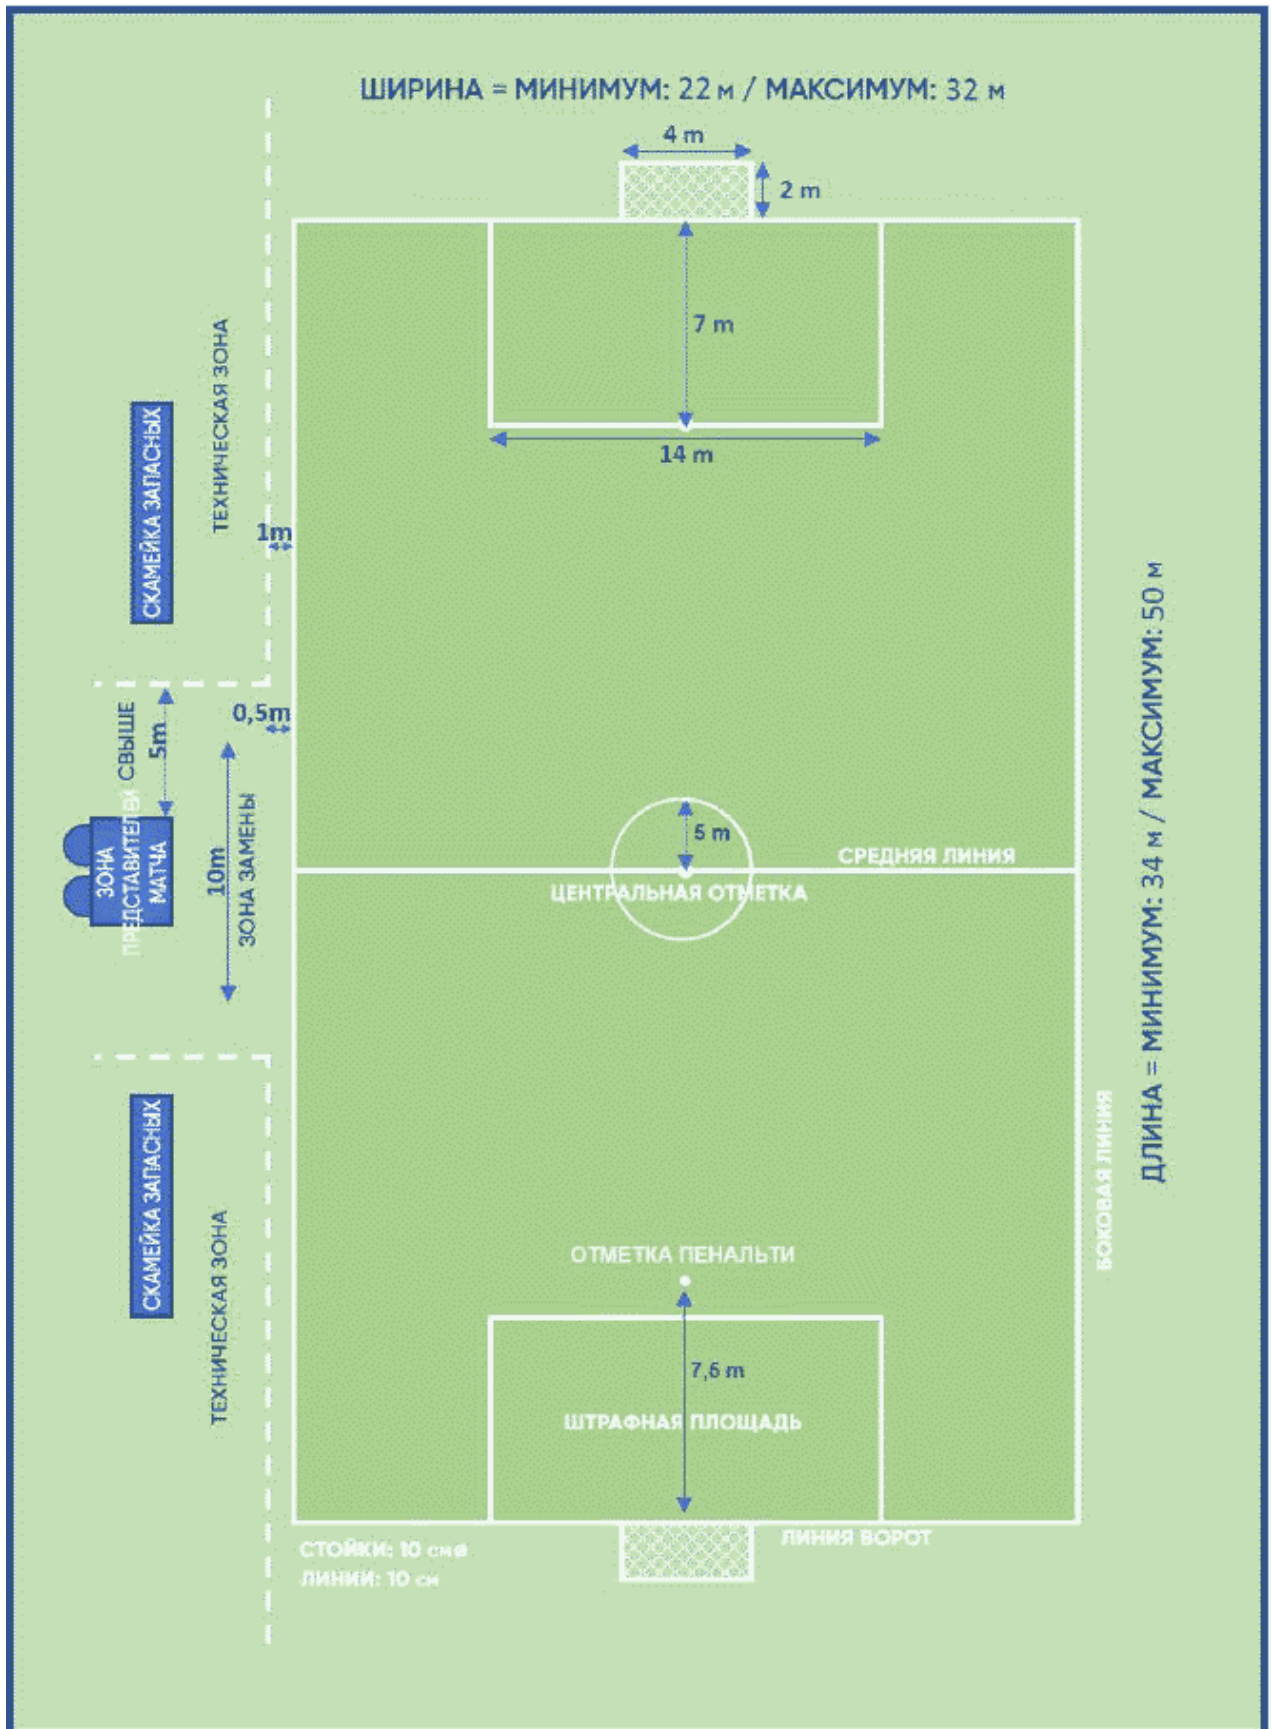 ШИРИНА = МИНИМУМ: 22 м / МАКСИМУМ: 32 м
4 m
2 m
7 m
14 m
ТЕХНИЧЕСКАЯ ЗОНА
СКАМЕЙКА ЗАПАСНЫХ
1m
0,5m
СВЫШЕ
5m
ЗОНА
ПРЕДСТАВИТЕЛЕЙ
МАТЧА
10m
ЗОНА ЗАМЕНЫ
5 m
СРЕДНЯЯ ЛИНИЯ
ЦЕНТРАЛЬНАЯ ОТМЕТКА
ДЛИНА = МИНИМУМ: 34 м / МАКСИМУМ: 50 м
БОКОВАЯ ЛИНИЯ
СКАМЕЙКА ЗАПАСНЫХ
ТЕХНИЧЕСКАЯ ЗОНА
ОТМЕТКА ПЕНАЛЬТИ
7,5 m
ШТРАФНАЯ ПЛОЩАДЬ
ЛИНИЯ ВОРОТ
СТОЙКИ: 10 смø
ЛИНИИ: 10 см